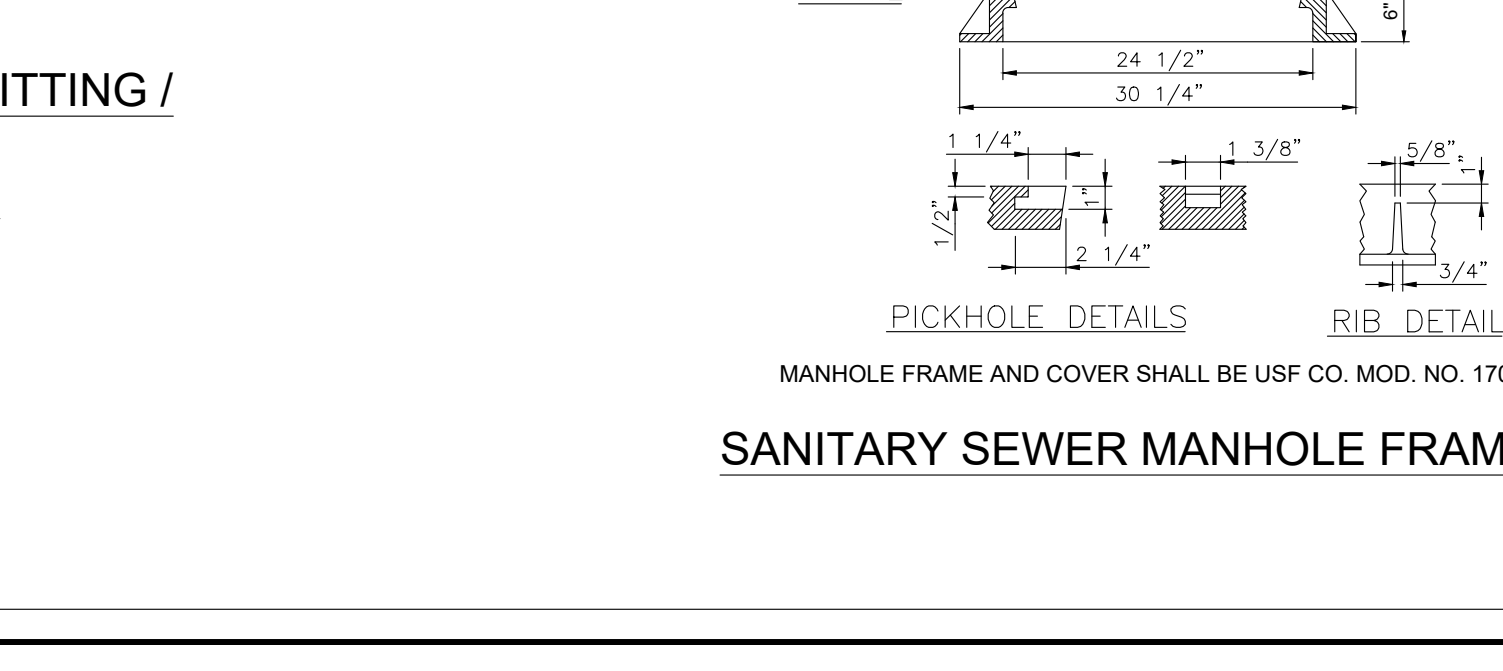 6"
ITTING /
24 1/2"
30 1/4"
1 1/4"
1 3/8"
5/8"
1"
1/2"
1"
2 1/4"
3/4"
PICKHOLE DETAILS
RIB DETAIL
MANHOLE FRAME AND COVER SHALL BE USF CO. MOD. NO. 170
SANITARY SEWER MANHOLE FRAM